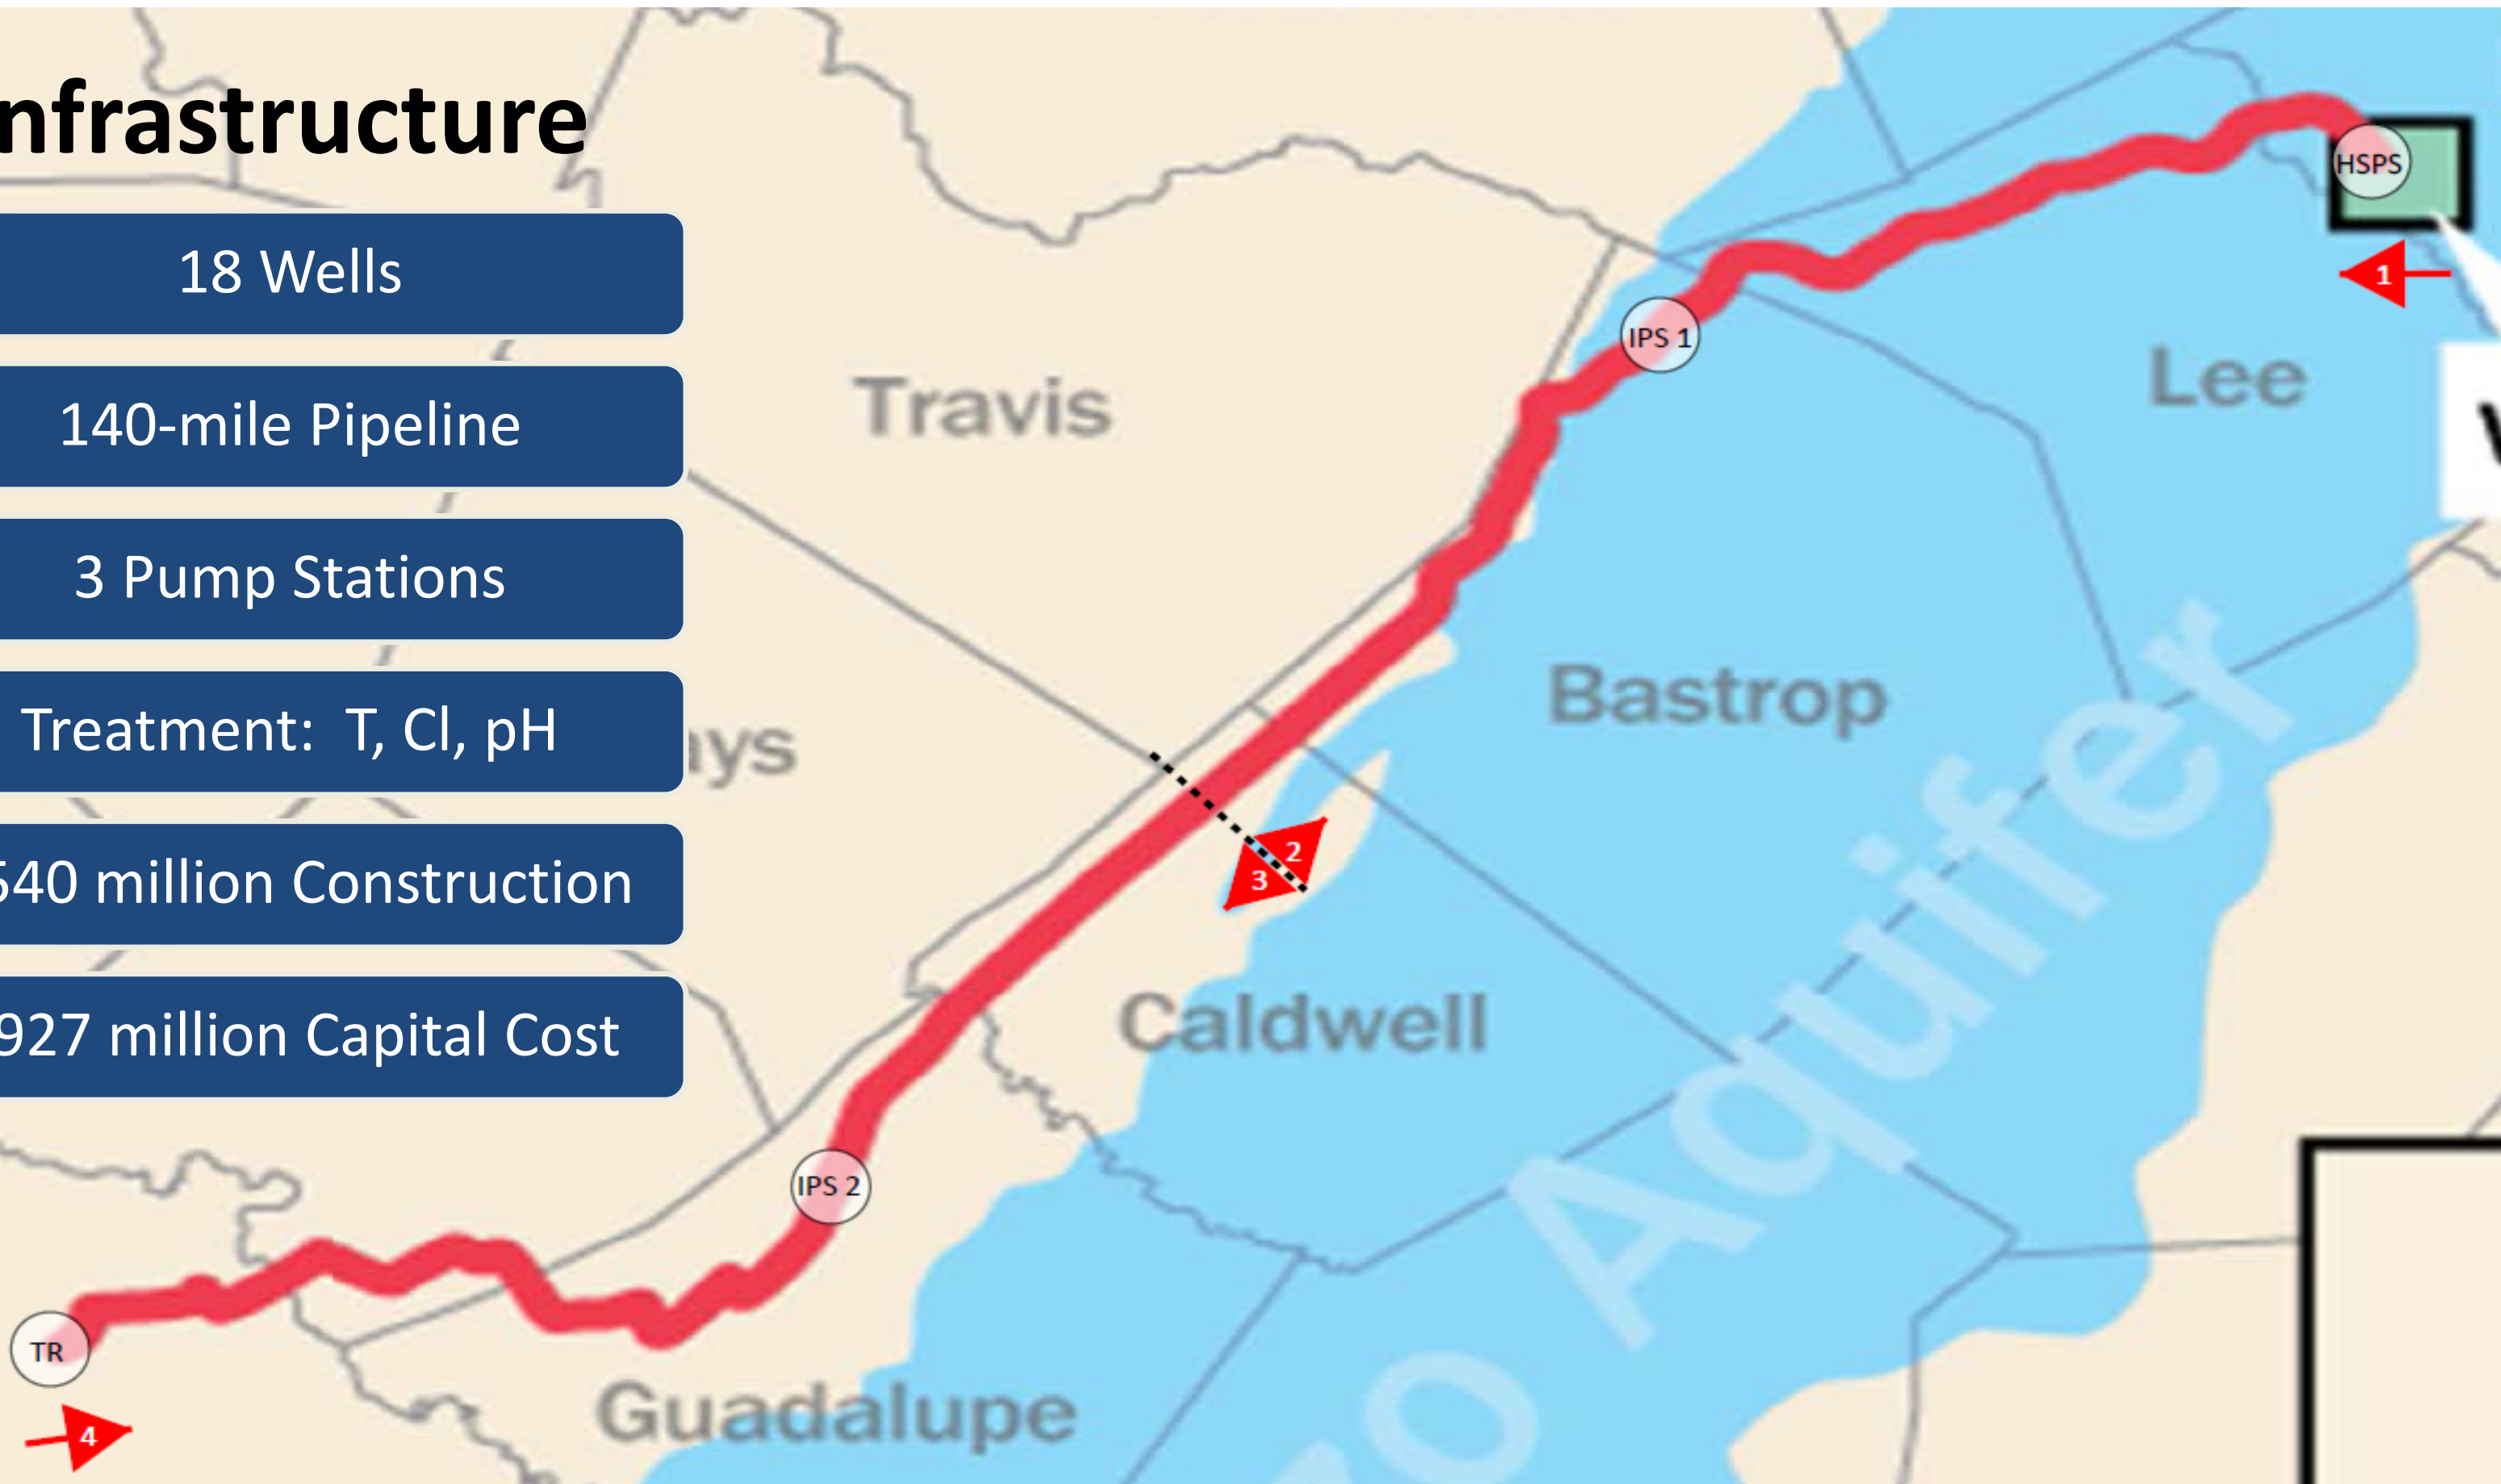 nfrastructure
18 Wells
140-mile Pipeline
3 Pump Stations
Treatment: T, Cl, pH
540 million Construction
927 million Capital Cost
HSPS
1
IPS 1
Lee
Travis
Bastrop
ays
2
3
Caldwell
Aquifer
IPS 2
TR
Guadalupe
4